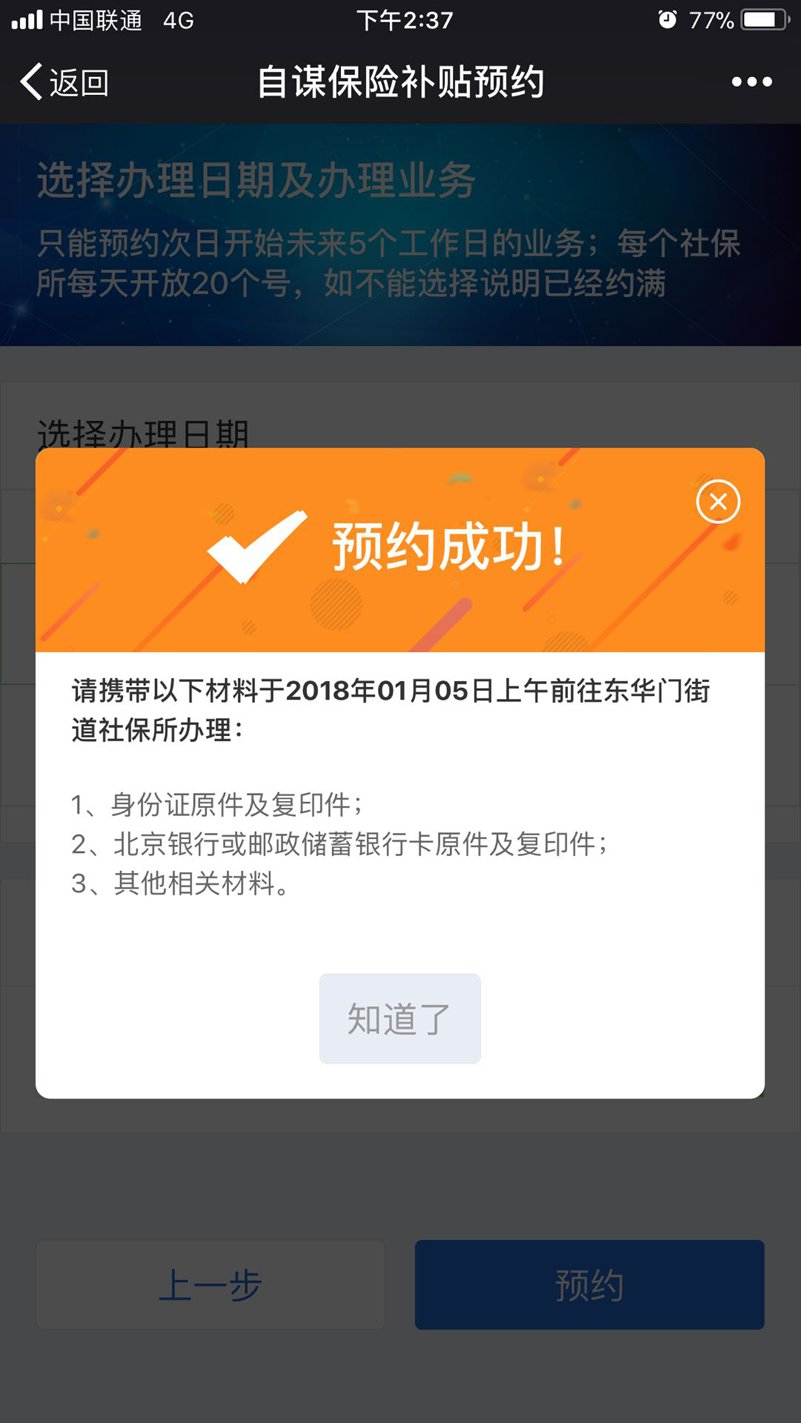 中国联通 4G 下午2:37 77%
返回 自谋保险补贴预约
选择办理日期及办理业务
只能预约次日开始未来5个工作日的业务；每个社保
所每天开放20个号，如不能选择说明已经约满
选择办理日期
预约成功！
请携带以下材料于2018年01月05日上午前往东华门街
道社保所办理：
1、身份证原件及复印件；
2、北京银行或邮政储蓄银行卡原件及复印件；
3、其他相关材料。
知道了
上一步 预约